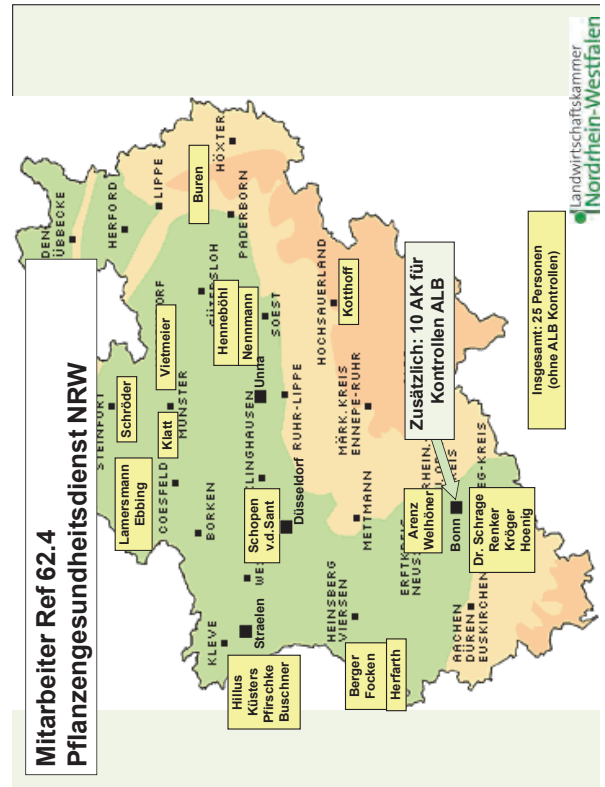 Mitarbeiter Ref 62.4
Pflanzengesundheitsdienst NRW
STEINFURT
ÜBBECKE
HERFORD
LIPPE
HÖXTER
PADERBORN
Buren
Lamersmann
Ebbing
Schröder
Vietmeier
Klatt
MÜNSTER
COESFELD
BORKEN
Henneböhl
Nennmann
SOEST
Unna
RUHR-LIPPE
HOCHSAUERLAND
Kotthoff
MÄRK. KREIS
ENNEPE-RUHR
KLEVE
Straelen
Schopen
v.d.Sant
Düsseldorf
METTMANN
Hillus
Küsters
Pfirschke
Buschner
HEINSBERG
VIERSEN
Berger
Focken
Herfarth
ERFTKREIS
Arenz
Welhöner
Bonn
Dr. Schrage
Renker
Kröger
Hoenig
AACHEN
DÜREN
EUSKIRCHEN
Zusätzlich: 10 AK für
Kontrollen ALB
Insgesamt: 25 Personen
(ohne ALB Kontrollen)
Landwirtschaftskammer
Nordrhein-Westfalen